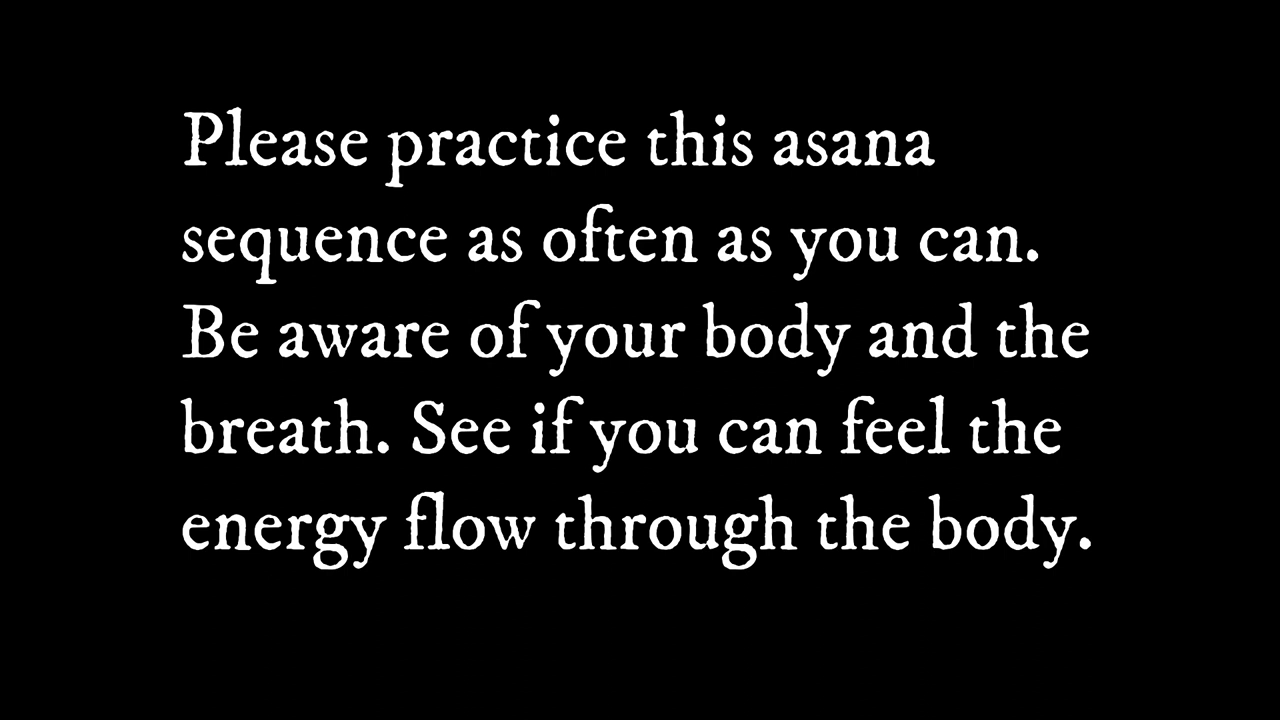 Please practice this asana
sequence as often as you can.
Be aware of your body and the
breath. See if you can feel the
energy flow through the body.